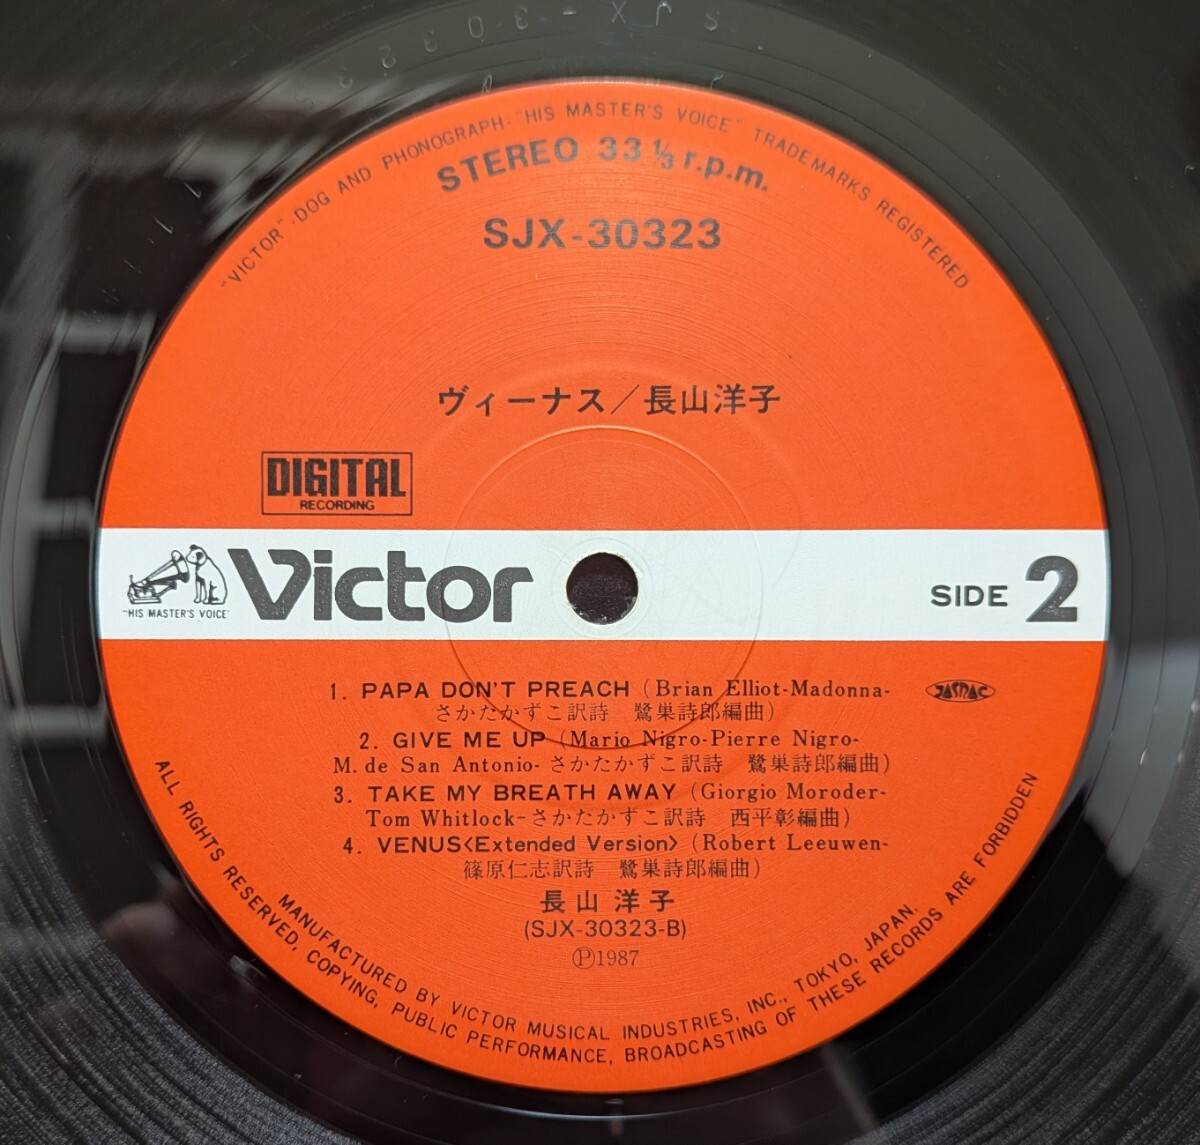 SJX-30323
"VICTOR"-DOG AND PHONOGRAPH-"HIS MASTER'S VOICE" TRADEMARKS REGISTERED
STEREO 33 1/3 r.p.m.
SJX-30323
ヴィーナス／長山洋子
DIGITAL
RECORDING
"HIS MASTER'S VOICE"
Victor
SIDE 2
1. PAPA DON'T PREACH (Brian Elliot-Madonna-
さかたかずこ訳詩 鷺巣詩郎編曲)
JASRAC
2. GIVE ME UP (Mario Nigro-Pierre Nigro-
M. de San Antonio-さかたかずこ訳詩 鷺巣詩郎編曲)
3. TAKE MY BREATH AWAY (Giorgio Moroder-
Tom Whitlock-さかたかずこ訳詩 西平彰編曲)
4. VENUS<Extended Version> (Robert Leeuwen-
篠原仁志訳詩 鷺巣詩郎編曲)
長山洋子
(SJX-30323-B)
Ⓟ1987
MANUFACTURED BY VICTOR MUSICAL INDUSTRIES, INC., TOKYO, JAPAN.
ALL RIGHTS RESERVED, COPYING, PUBLIC PERFORMANCE, BROADCASTING OF THESE RECORDS ARE FORBIDDEN